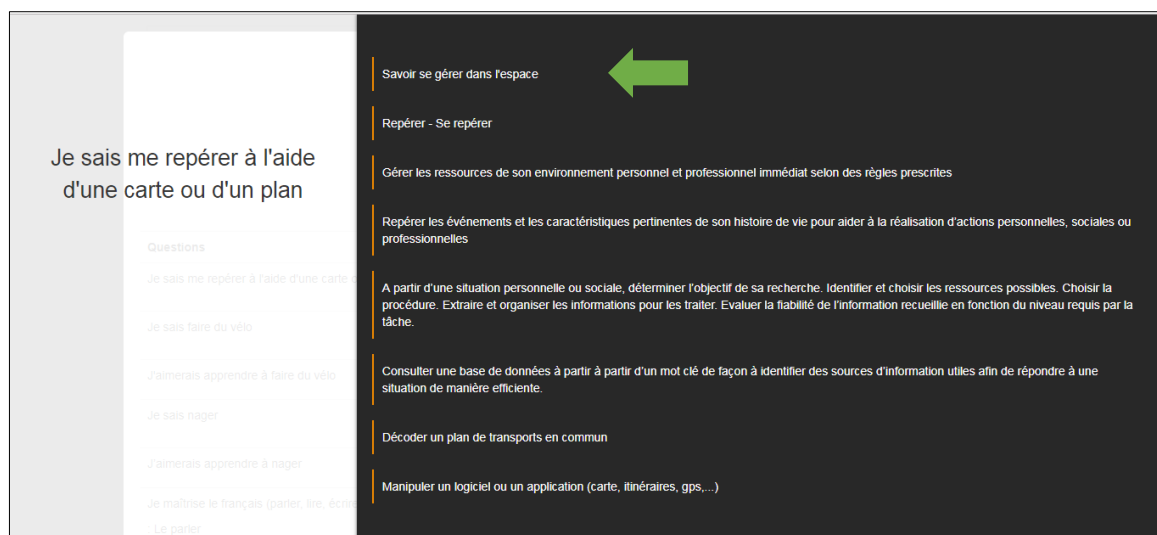 Je sais me repérer à l'aide
d'une carte ou d'un plan
Questions
Je sais me repérer à l'aide d'une carte
Je sais faire du vélo
J'aimerais apprendre à faire du vélo
Je sais nager
J'aimerais apprendre à nager
Je maîtrise le français (parler, lire, écrire
Le parler
Savoir se gérer dans l'espace
Repérer - Se repérer
Gérer les ressources de son environnement personnel et professionnel immédiat selon des règles prescrites
Repérer les événements et les caractéristiques pertinentes de son histoire de vie pour aider à la réalisation d'actions personnelles, sociales ou
professionnelles
A partir d'une situation personnelle ou sociale, déterminer l'objectif de sa recherche. Identifier et choisir les ressources possibles. Choisir la
procédure. Extraire et organiser les informations pour les traiter. Evaluer la fiabilité de l'information recueillie en fonction du niveau requis par la
tâche.
Consulter une base de données à partir à partir d'un mot clé de façon à identifier des sources d'information utiles afin de répondre à une
situation de manière efficiente.
Décoder un plan de transports en commun
Manipuler un logiciel ou un application (carte, itinéraires, gps,...)